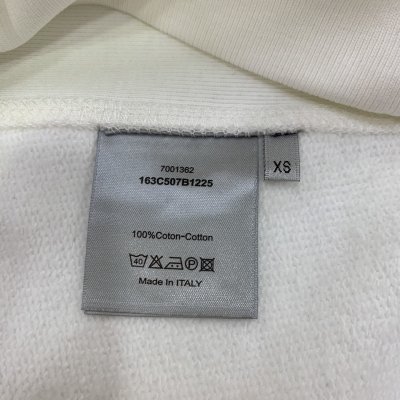 7001362
163C507B1225
XS
100%Coton-Cotton
40
Made In ITALY